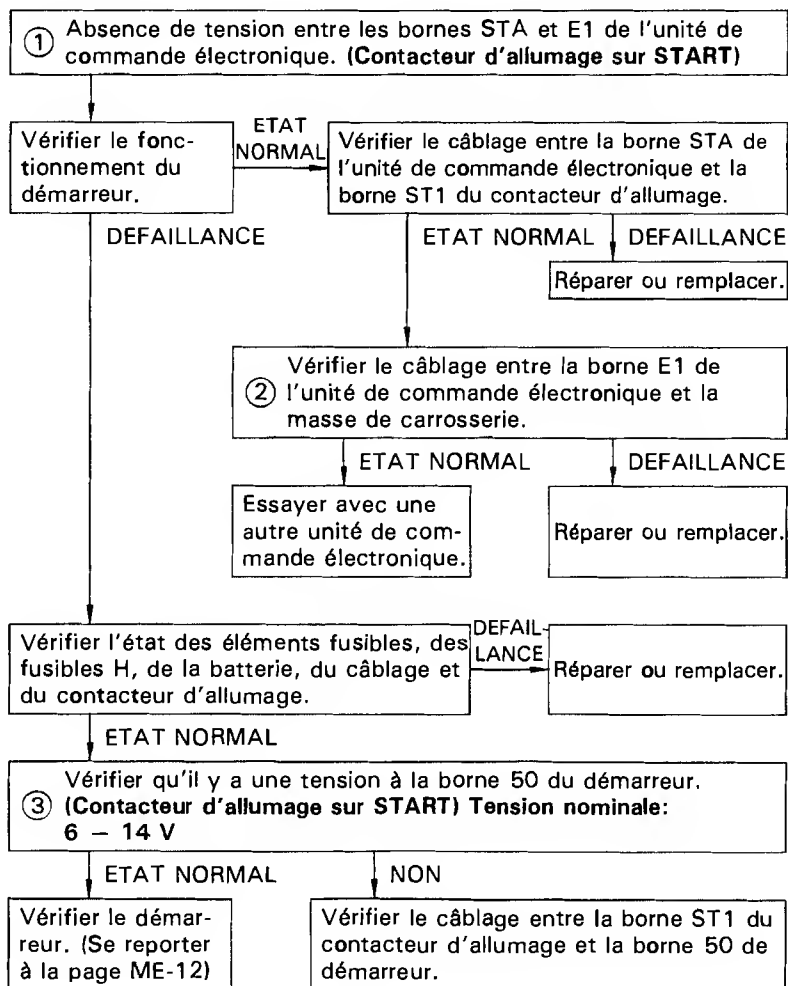 ① Absence de tension entre les bornes STA et E1 de l'unité de
commande électronique. (Contacteur d'allumage sur START)
Vérifier le fonc-
tionnement du
démarreur.
ETAT
NORMAL
Vérifier le câblage entre la borne STA de
l'unité de commande électronique et la
borne ST1 du contacteur d'allumage.
DEFAILLANCE
ETAT NORMAL
DEFAILLANCE
Réparer ou remplacer.
Vérifier le câblage entre la borne E1 de
② l'unité de commande électronique et la
masse de carrosserie.
ETAT NORMAL
DEFAILLANCE
Essayer avec une
autre unité de com-
mande électronique.
Réparer ou remplacer.
Vérifier l'état des éléments fusibles, des
fusibles H, de la batterie, du câblage et
du contacteur d'allumage.
DEFAIL-
LANCE
Réparer ou remplacer.
ETAT NORMAL
Vérifier qu'il y a une tension à la borne 50 du démarreur.
③ (Contacteur d'allumage sur START) Tension nominale:
6 – 14 V
ETAT NORMAL
NON
Vérifier le démar-
reur. (Se reporter
à la page ME-12)
Vérifier le câblage entre la borne ST1 du
contacteur d'allumage et la borne 50 de
démarreur.